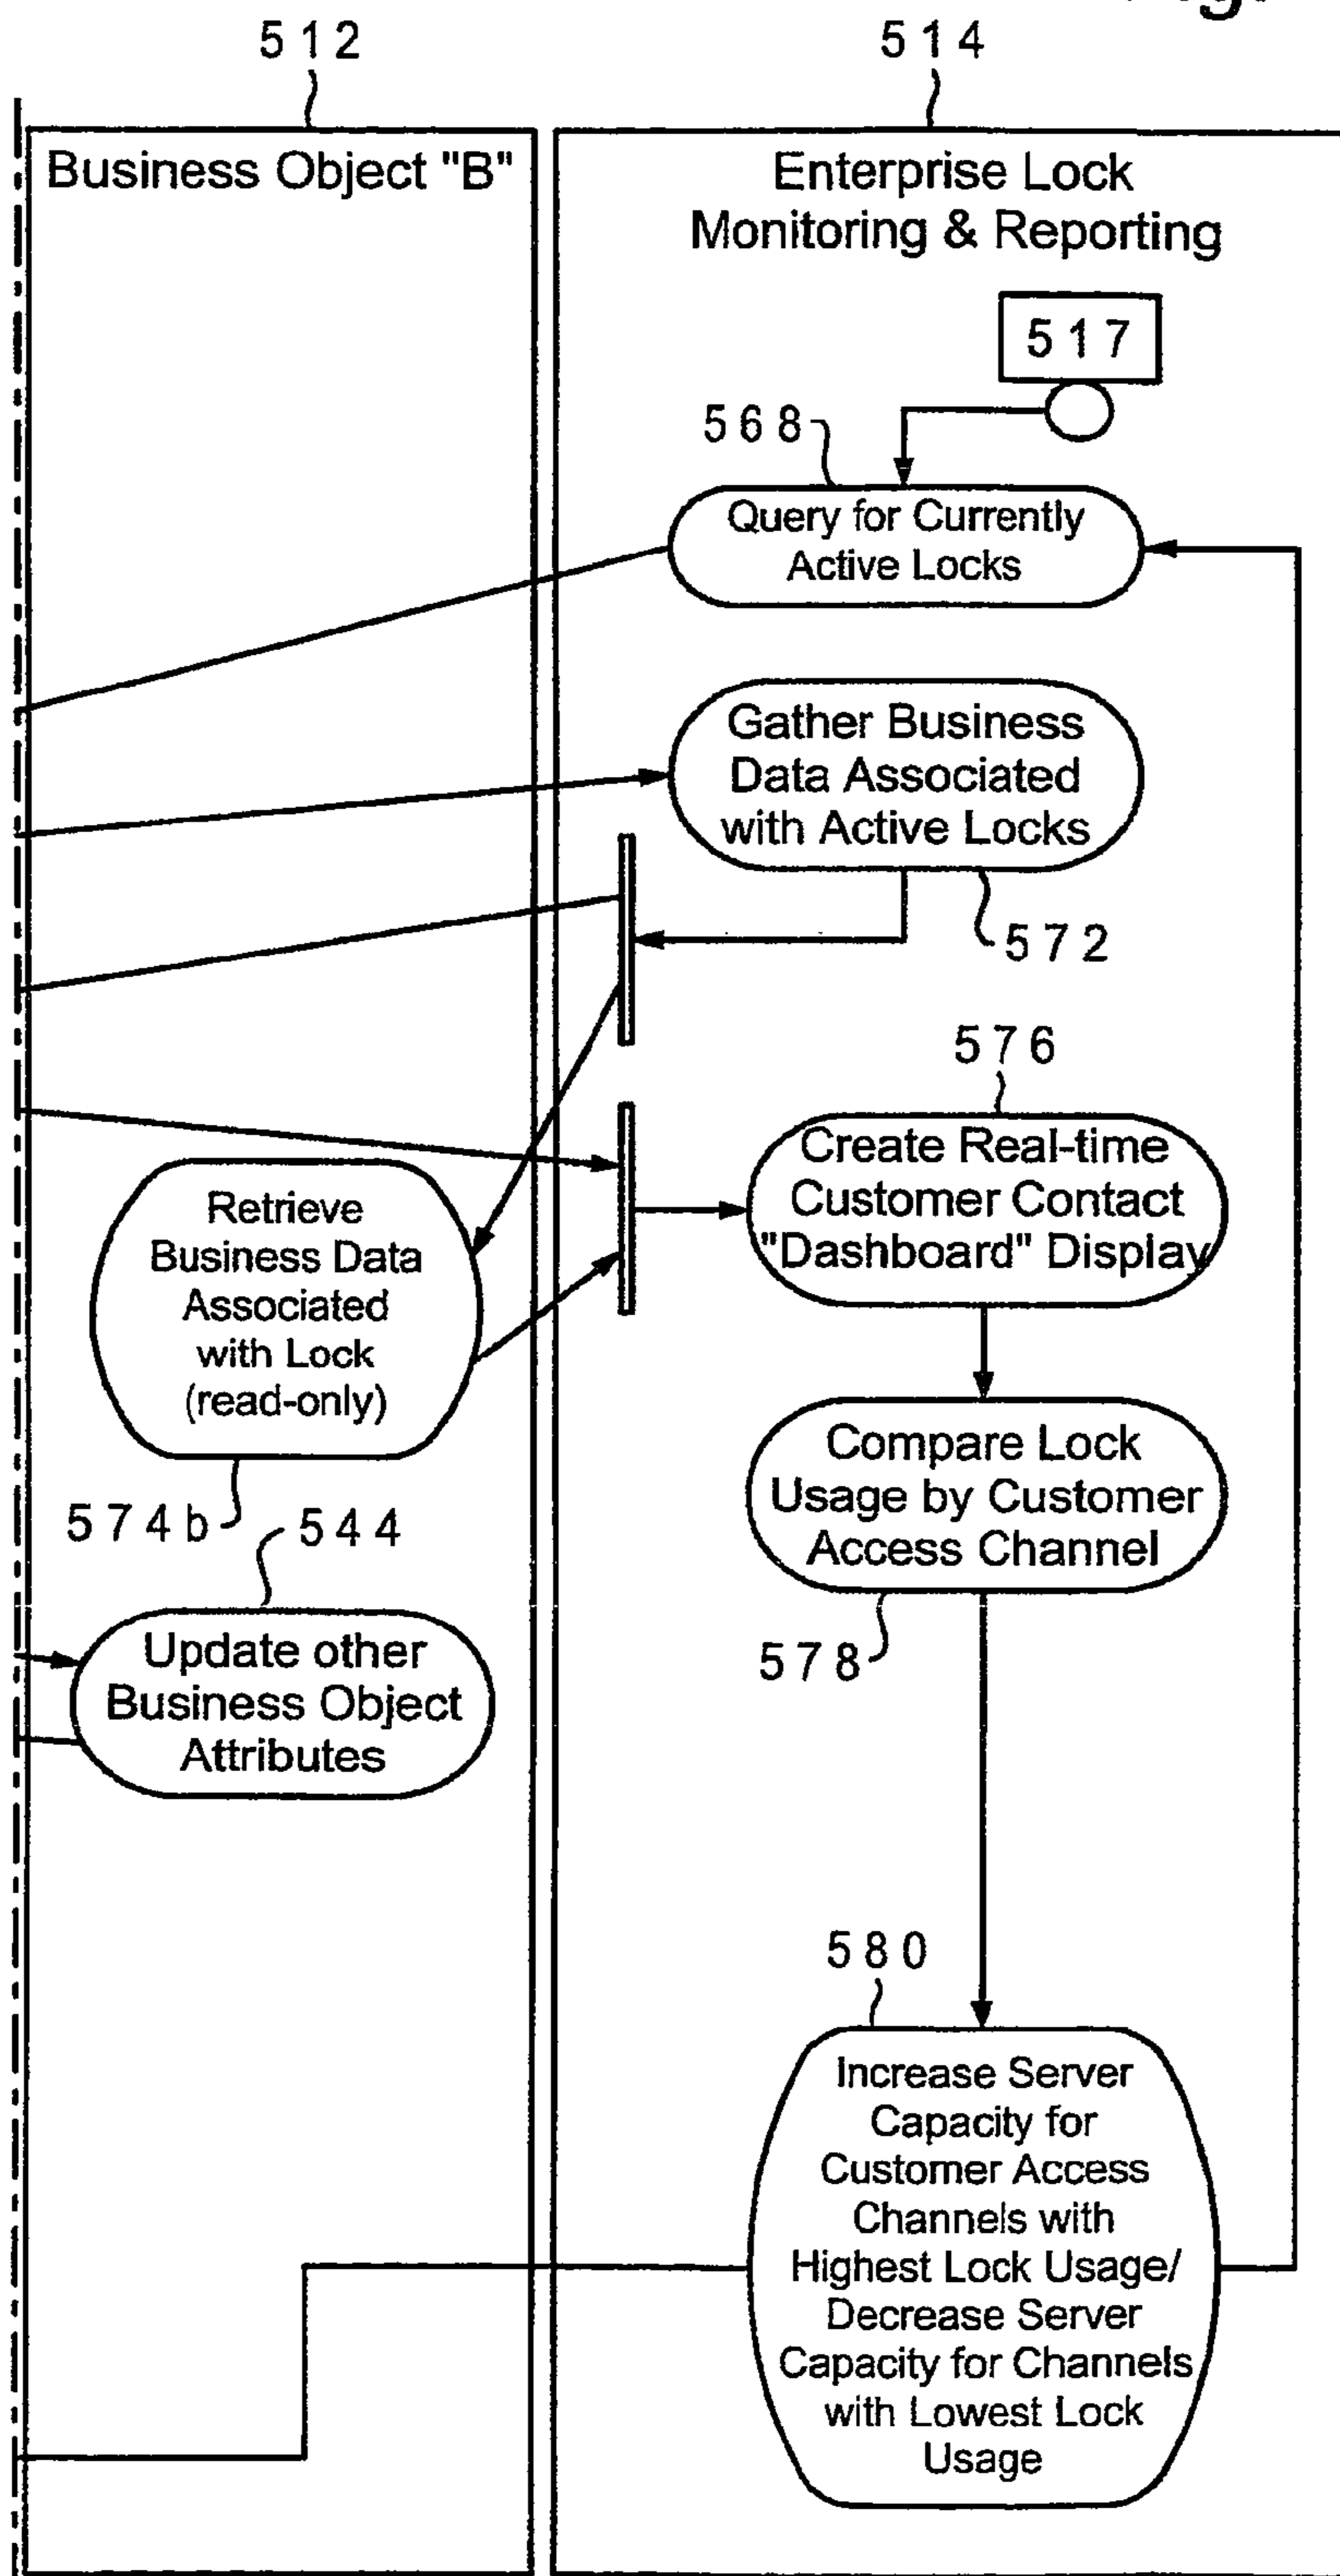 512
514
Business Object "B"
Enterprise Lock
Monitoring & Reporting
517
568
Query for Currently
Active Locks
Gather Business
Data Associated
with Active Locks
572
576
Create Real-time
Customer Contact
"Dashboard" Display
Retrieve
Business Data
Associated
with Lock
(read-only)
574b
Compare Lock
Usage by Customer
Access Channel
578
544
Update other
Business Object
Attributes
580
Increase Server
Capacity for
Customer Access
Channels with
Highest Lock Usage/
Decrease Server
Capacity for Channels
with Lowest Lock
Usage